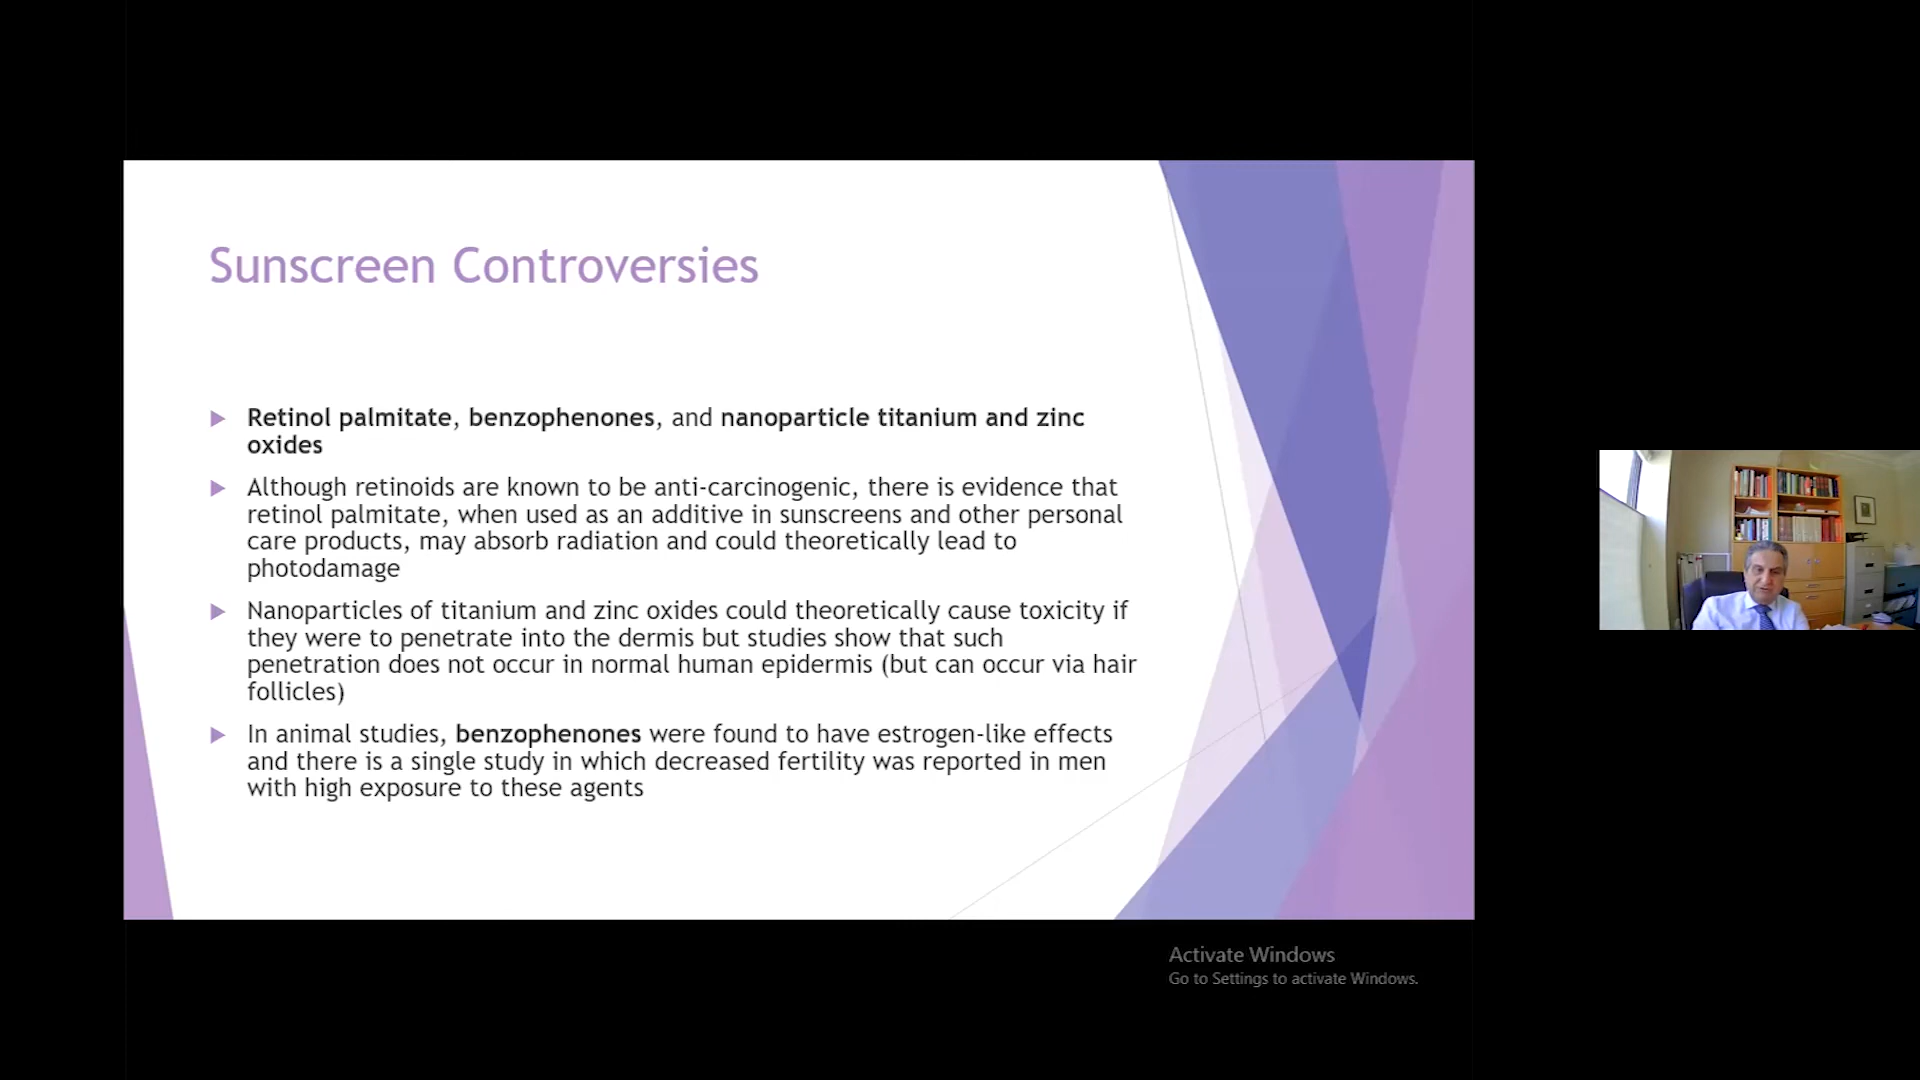 Sunscreen Controversies
Retinol palmitate, benzophenones, and nanoparticle titanium and zinc
oxides
Although retinoids are known to be anti-carcinogenic, there is evidence that
retinol palmitate, when used as an additive in sunscreens and other personal
care products, may absorb radiation and could theoretically lead to
photodamage
Nanoparticles of titanium and zinc oxides could theoretically cause toxicity if
they were to penetrate into the dermis but studies show that such
penetration does not occur in normal human epidermis (but can occur via hair
follicles)
In animal studies, benzophenones were found to have estrogen-like effects
and there is a single study in which decreased fertility was reported in men
with high exposure to these agents
Activate Windows
Go to Settings to activate Windows.